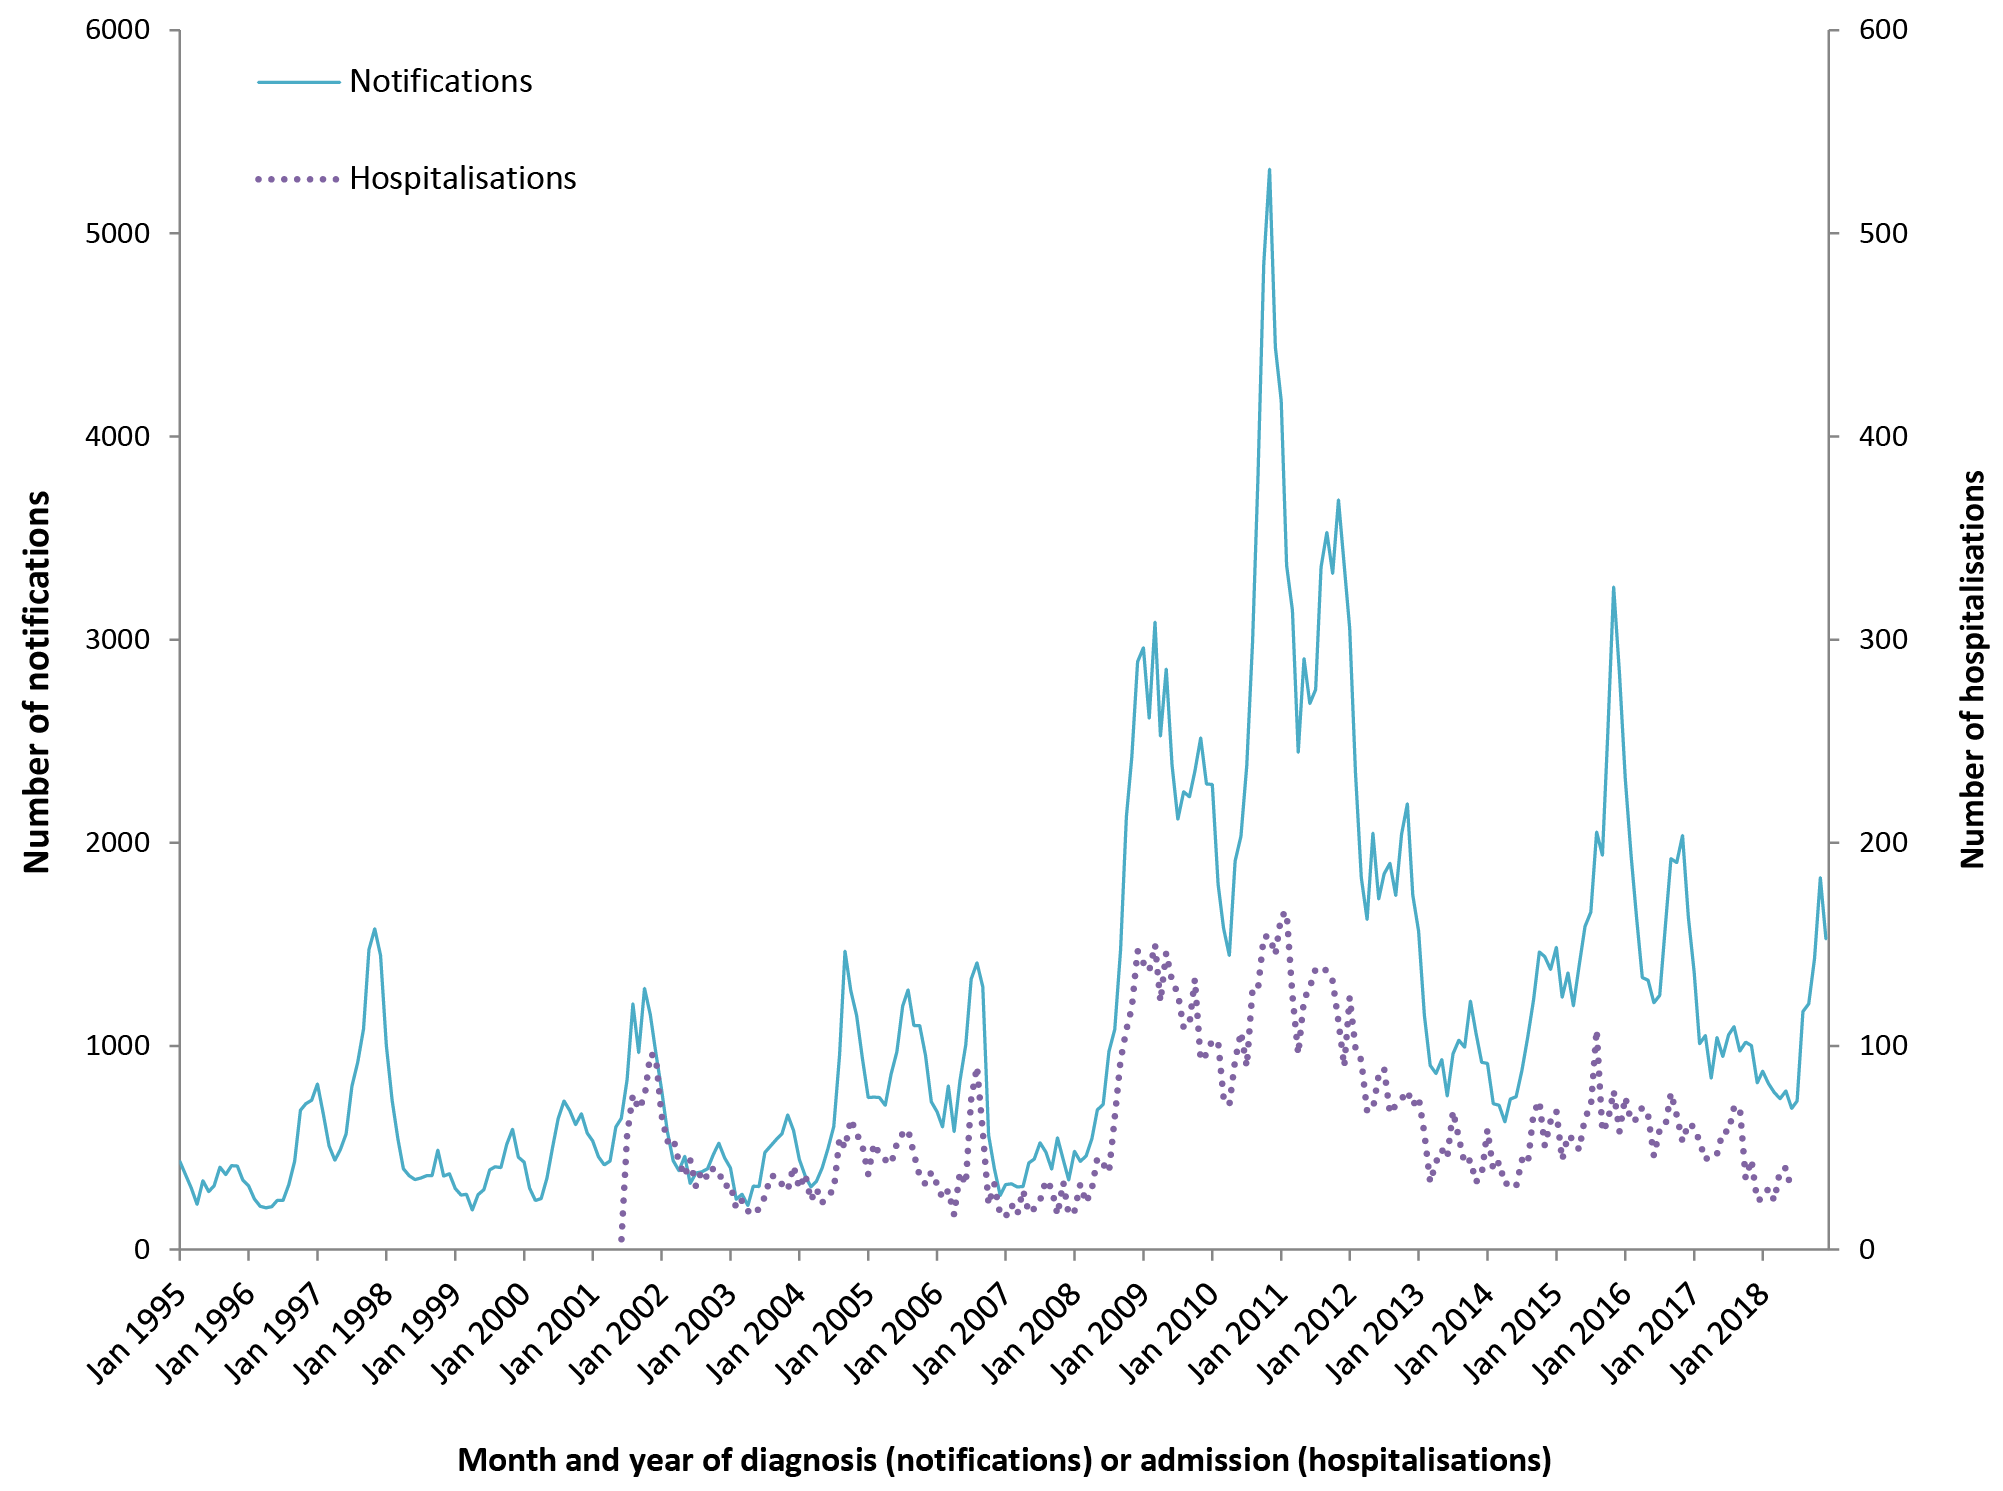 6000
5000
4000
3000
2000
1000
0
Number of notifications
Notifications
Hospitalisations
600
500
400
300
200
100
0
Number of hospitalisations
Jan 1995
Jan 1996
Jan 1997
Jan 1998
Jan 1999
Jan 2000
Jan 2001
Jan 2002
Jan 2003
Jan 2004
Jan 2005
Jan 2006
Jan 2007
Jan 2008
Jan 2009
Jan 2010
Jan 2011
Jan 2012
Jan 2013
Jan 2014
Jan 2015
Jan 2016
Jan 2017
Jan 2018
Month and year of diagnosis (notifications) or admission (hospitalisations)